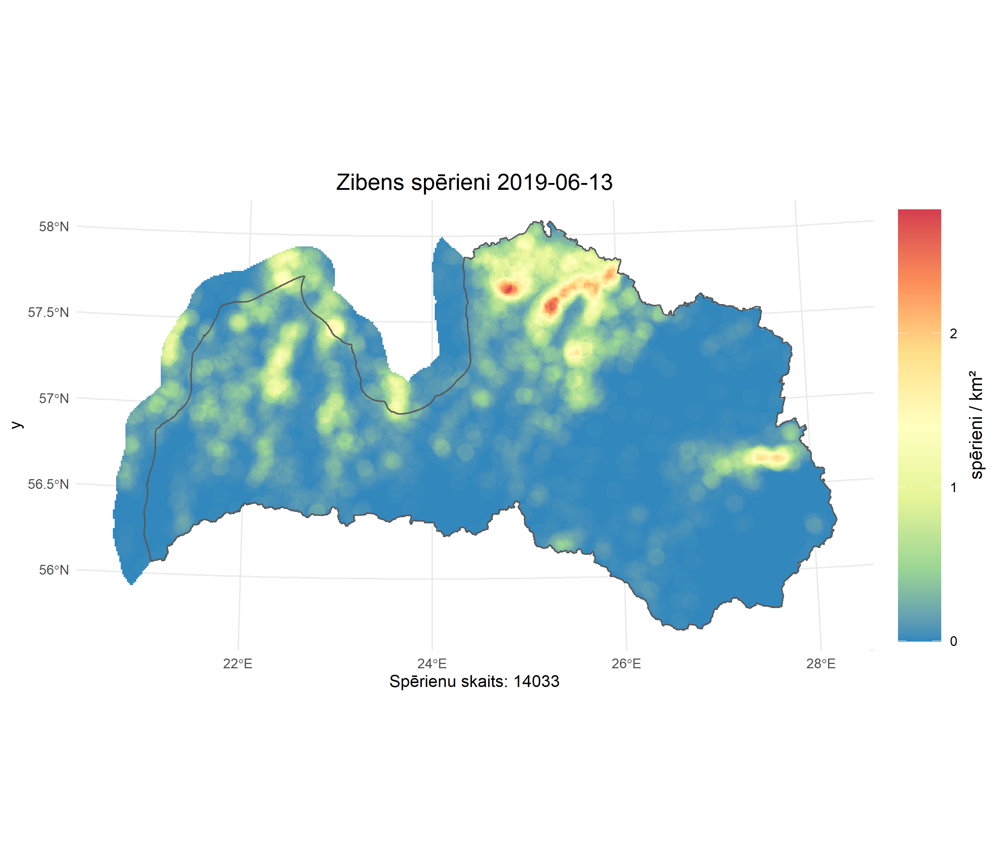 Zibens spērieni 2019-06-13
58°N
57.5°N
57°N
56.5°N
56°N
y
22°E
24°E
26°E
28°E
Spērienu skaits: 14033
2
1
0
spērieni / km²